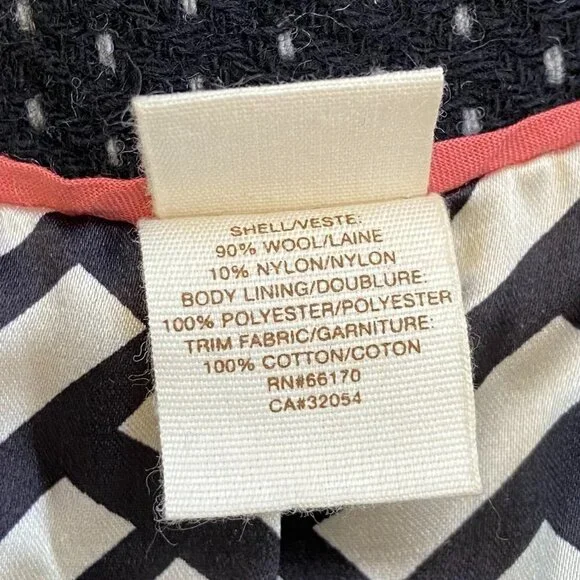 SHELL/VESTE:
90% WOOL/LAINE
10% NYLON/NYLON
BODY LINING/DOUBLURE:
100% POLYESTER/POLYESTER
TRIM FABRIC/GARNITURE:
100% COTTON/COTON
RN#66170
CA#32054